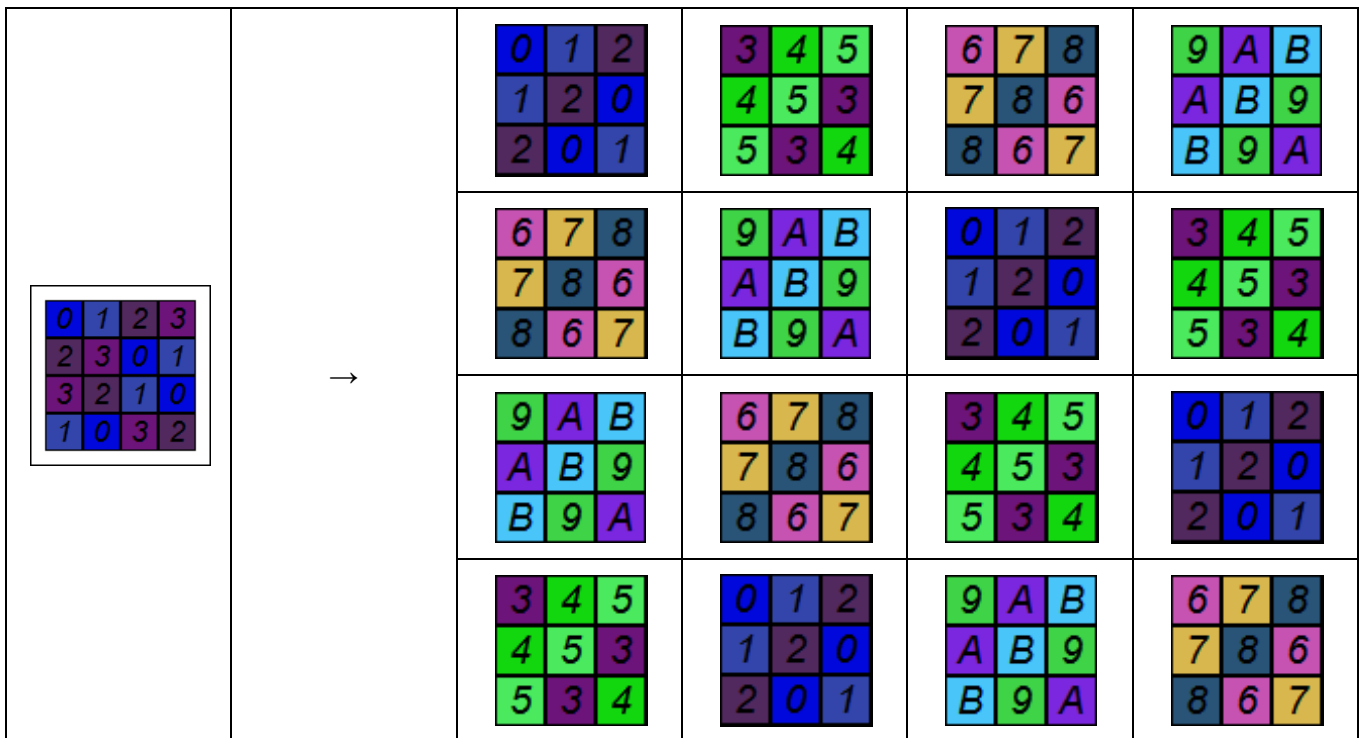 0 1 2 3
2 3 0 1
3 2 1 0
1 0 3 2
→
0 1 2 3 4 5 6 7 8 9 A B
1 2 0 4 5 3 7 8 6 A B 9
2 0 1 5 3 4 8 6 7 B 9 A
6 7 8 9 A B 0 1 2 3 4 5
7 8 6 A B 9 1 2 0 4 5 3
8 6 7 B 9 A 2 0 1 5 3 4
9 A B 6 7 8 3 4 5 0 1 2
A B 9 7 8 6 4 5 3 1 2 0
B 9 A 8 6 7 5 3 4 2 0 1
3 4 5 0 1 2 9 A B 6 7 8
4 5 3 1 2 0 A B 9 7 8 6
5 3 4 2 0 1 B 9 A 8 6 7